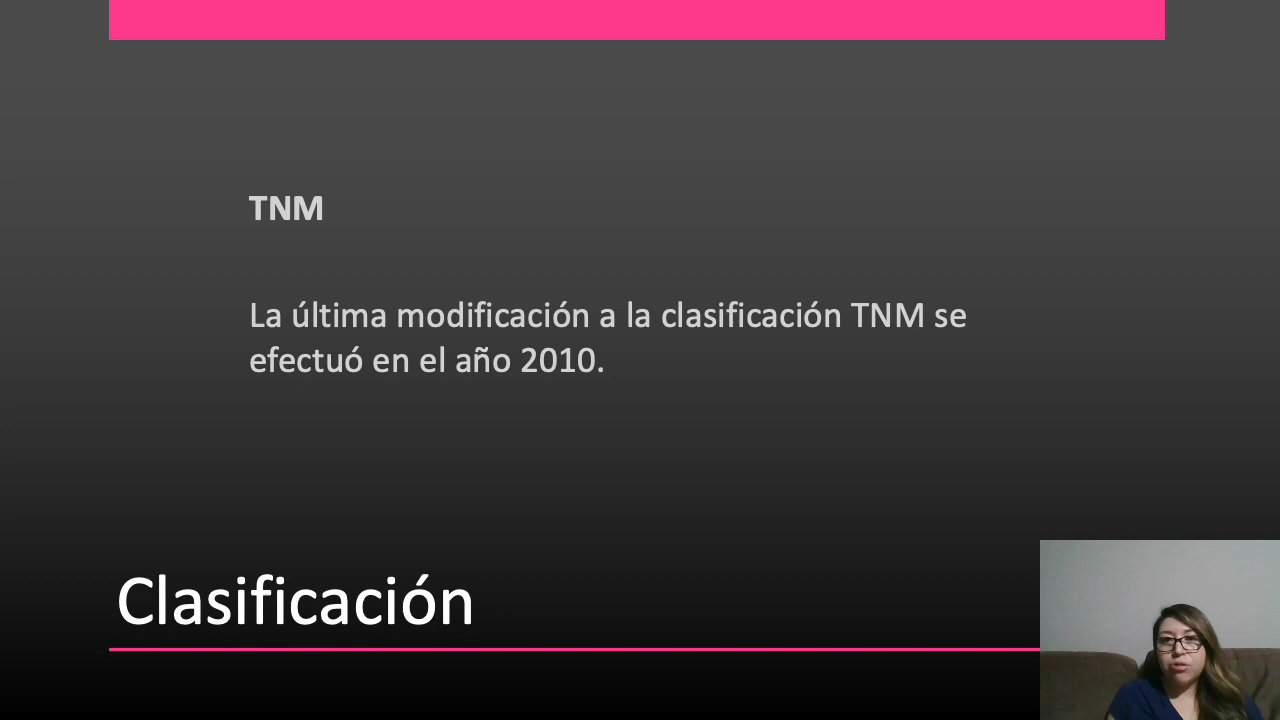 TNM
La última modificación a la clasificación TNM se
efectuó en el año 2010.
Clasificación